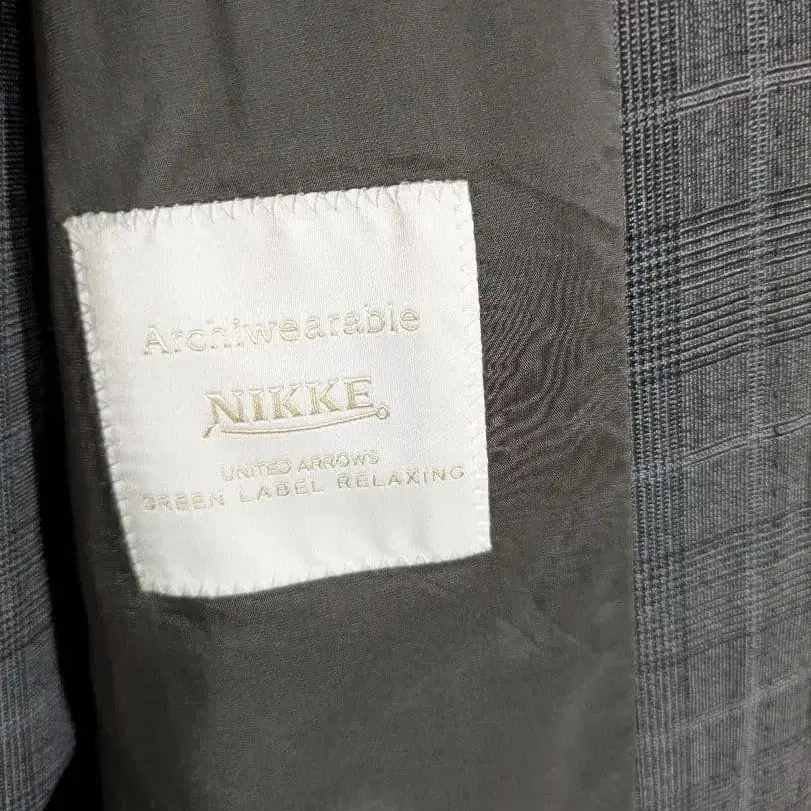 Archiwearable
NIKKE
UNITED ARROWS
GREEN LABEL RELAXING